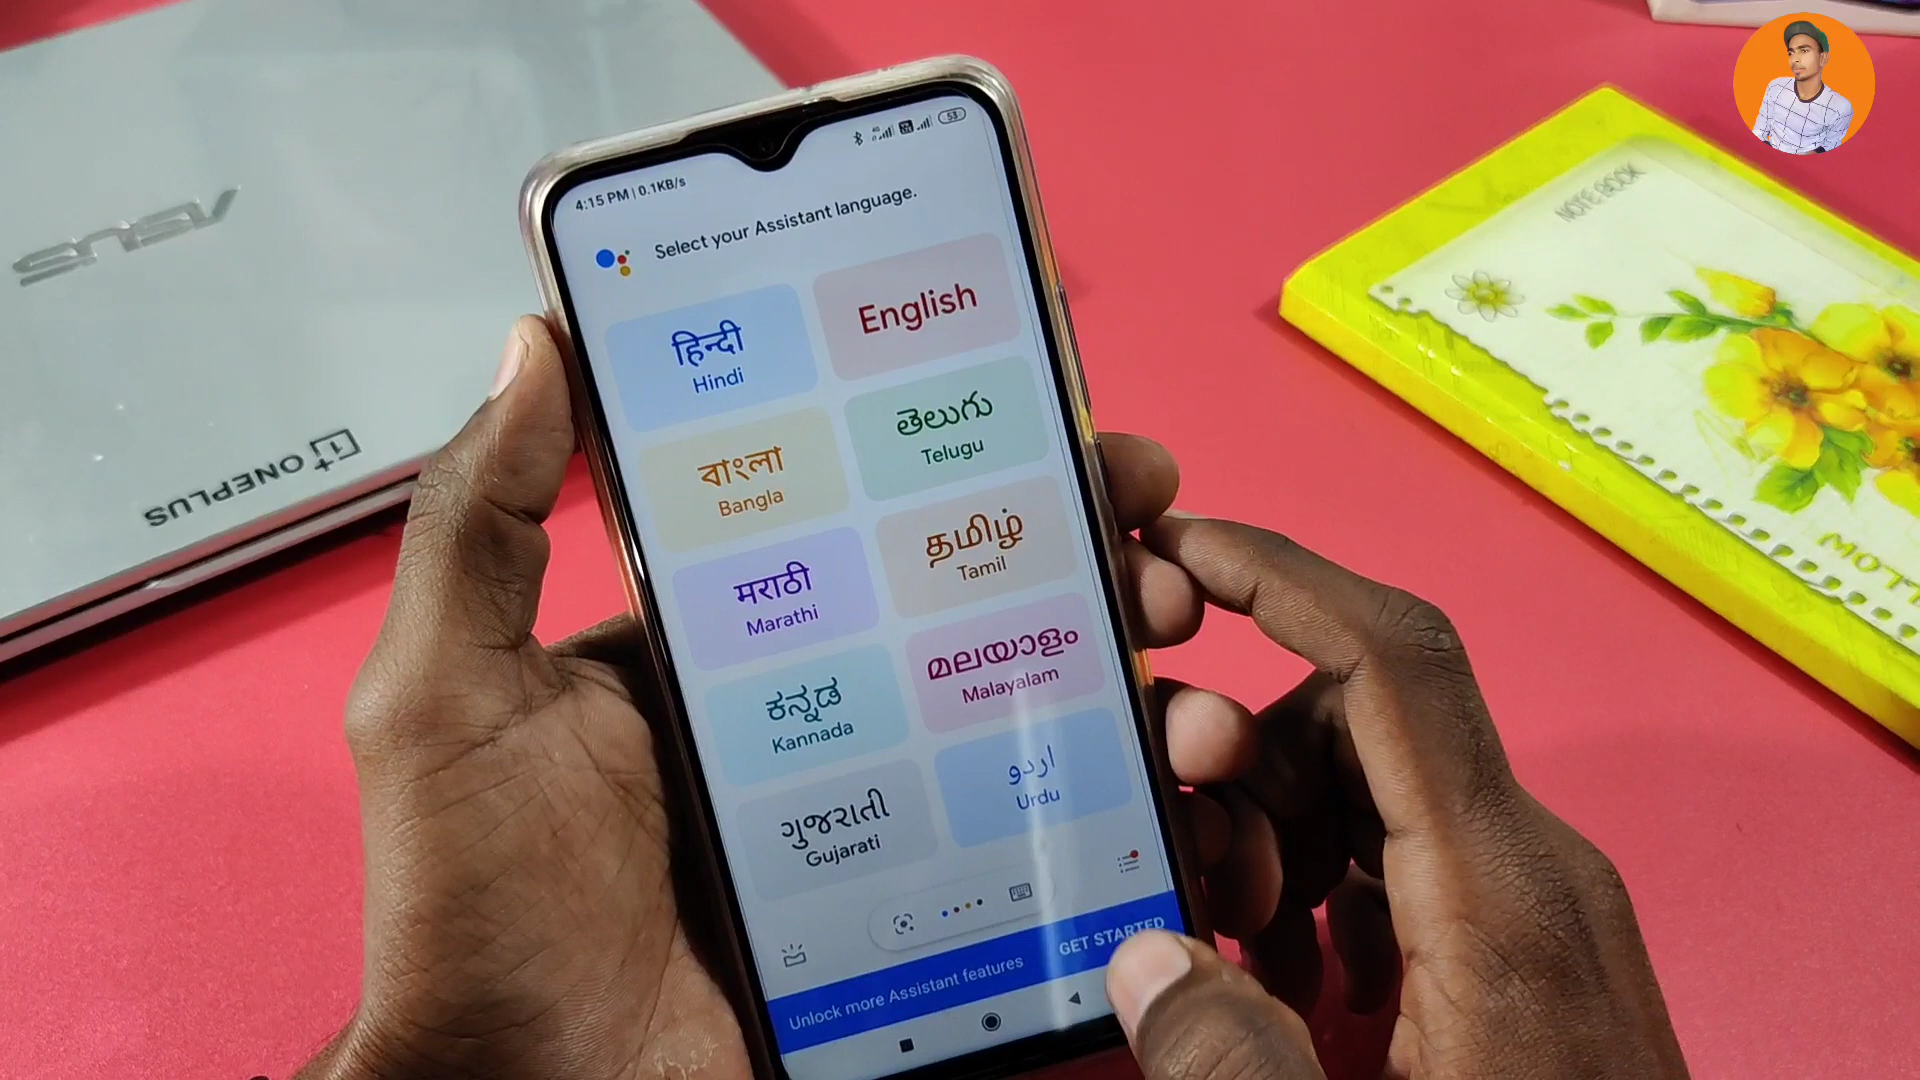 ASUS
ONEPLUS
4:15 PM | 0.1KB/s
53
Select your Assistant language.
हिन्दी
Hindi
English
বাংলা
Bangla
తెలుగు
Telugu
मराठी
Marathi
தமிழ்
Tamil
ಕನ್ನಡ
Kannada
മലയാളം
Malayalam
ગુજરાતી
Gujarati
اردو
Urdu
Unlock more Assistant features
GET STARTED
NOTE BOOK